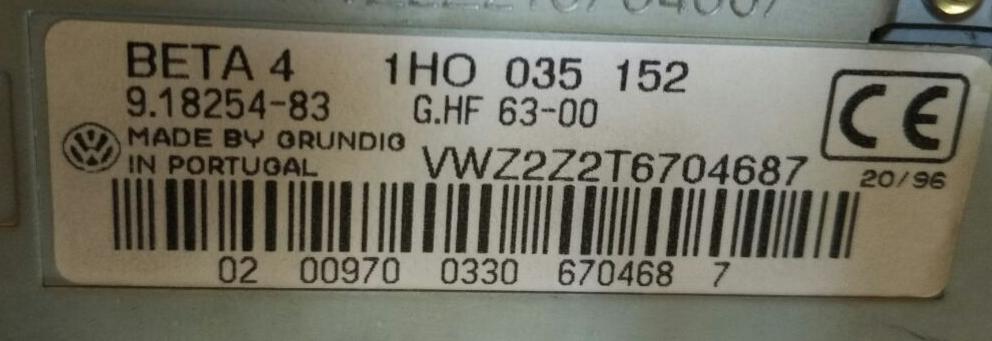 BETA 4 1HO 035 152
9.18254-83 G.HF 63-00
MADE BY GRUNDIG
IN PORTUGAL VWZ2Z2T6704687
CE
20/96
02 00970 0330 670468 7